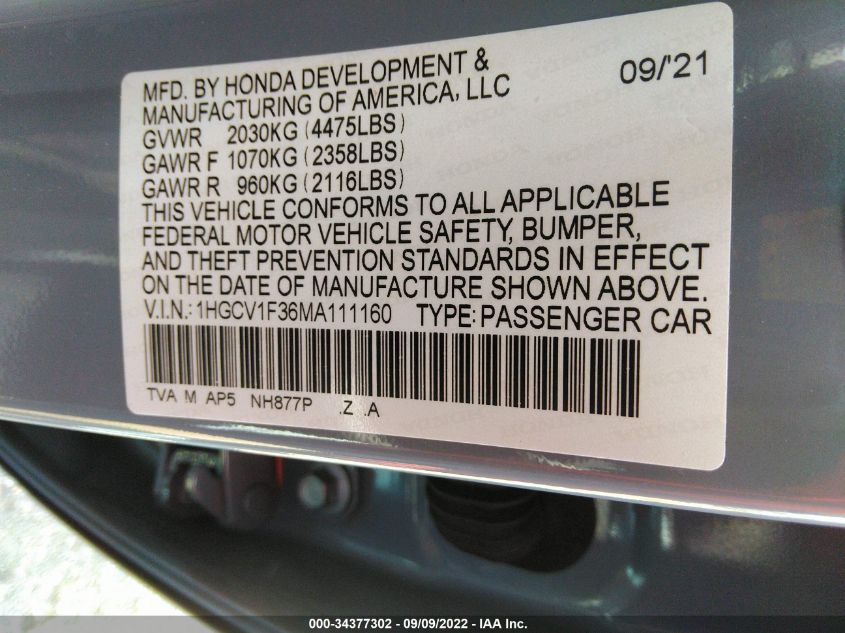 MFD. BY HONDA DEVELOPMENT & 09/'21
MANUFACTURING OF AMERICA, LLC
GVWR 2030KG (4475LBS)
GAWR F 1070KG (2358LBS)
GAWR R 960KG (2116LBS)
THIS VEHICLE CONFORMS TO ALL APPLICABLE
FEDERAL MOTOR VEHICLE SAFETY, BUMPER,
AND THEFT PREVENTION STANDARDS IN EFFECT
ON THE DATE OF MANUFACTURE SHOWN ABOVE.
V.I.N.: 1HGCV1F36MA111160 TYPE: PASSENGER CAR
TVA M AP5 NH877P .Z .A
000-34377302 - 09/09/2022 - IAA Inc.